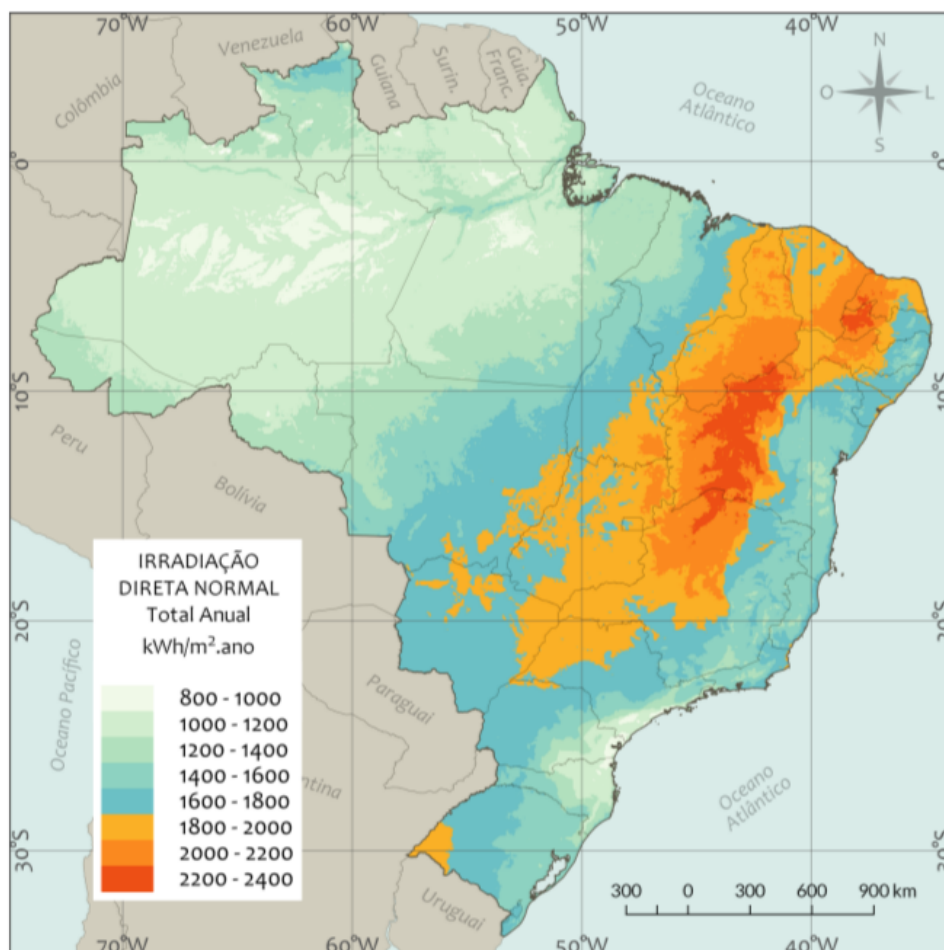 70°W
60°W
50°W
40°W
Venezuela
Colômbia
Guiana
Surin.
Guia.
Franc.
Oceano
Atlântico
N
O
L
S
0°
0°
10°S
10°S
Peru
Bolívia
IRRADIAÇÃO
DIRETA NORMAL
Total Anual
kWh/m².ano
800 - 1000
1000 - 1200
1200 - 1400
1400 - 1600
1600 - 1800
1800 - 2000
2000 - 2200
2200 - 2400
20°S
20°S
Oceano Pacífico
Paraguai
ntina
Oceano
Atlântico
30°S
30°S
Uruguai
300 0 300 600 900 km
70°W
60°W
50°W
40°W